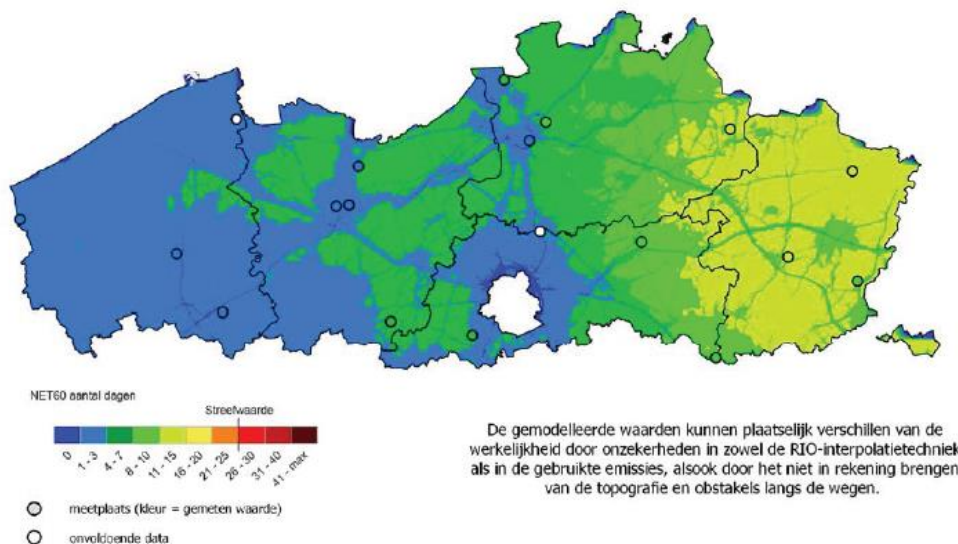 NET60 aantal dagen
Streefwaarde
0
1 - 3
4 - 7
8 - 10
11 - 15
16 - 20
21 - 25
26 - 30
31 - 40
41 - max
meetplaats (kleur = gemeten waarde)
onvoldoende data
De gemodelleerde waarden kunnen plaatselijk verschillen van de
werkelijkheid door onzekerheden in zowel de RIO-interpolatietechniek
als in de gebruikte emissies, alsook door het niet in rekening brengen
van de topografie en obstakels langs de wegen.